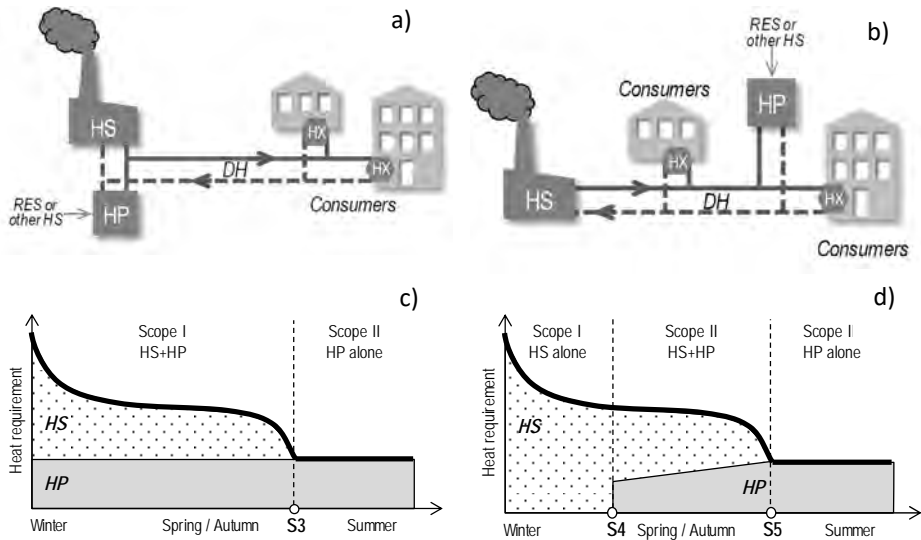 a)
HS
HP
RES or
other HS
DH
HX
HX
Consumers
b)
RES or
other HS
HP
Consumers
HX
HS
DH
HX
Consumers
c)
Scope I
HS+HP
Scope II
HP alone
Heat requirement
HS
HP
Winter
Spring / Autumn
S3
Summer
d)
Scope I
HS alone
Scope II
HS+HP
Scope II
HP alone
Heat requirement
HS
HP
Winter
S4
Spring / Autumn
S5
Summer